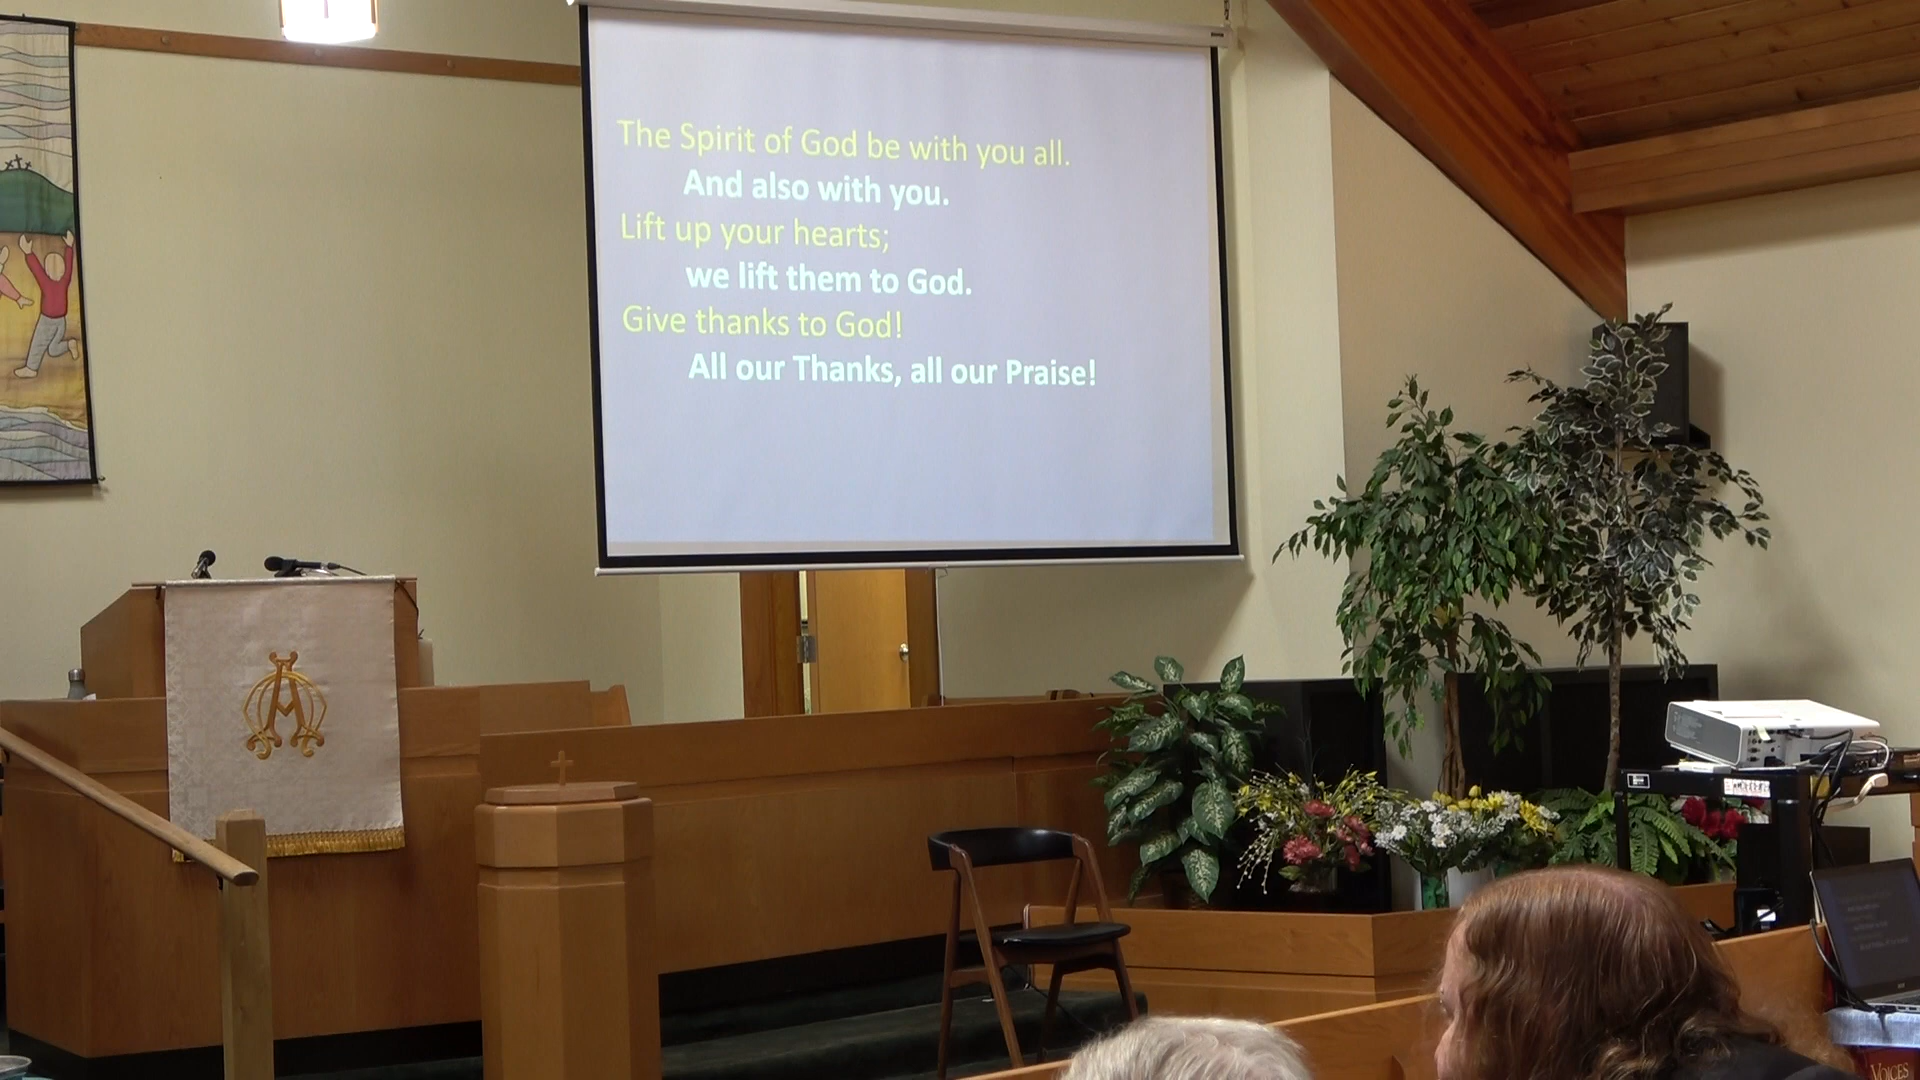 The Spirit of God be with you all.
And also with you.
Lift up your hearts;
we lift them to God.
Give thanks to God!
All our Thanks, all our Praise!
VOICES